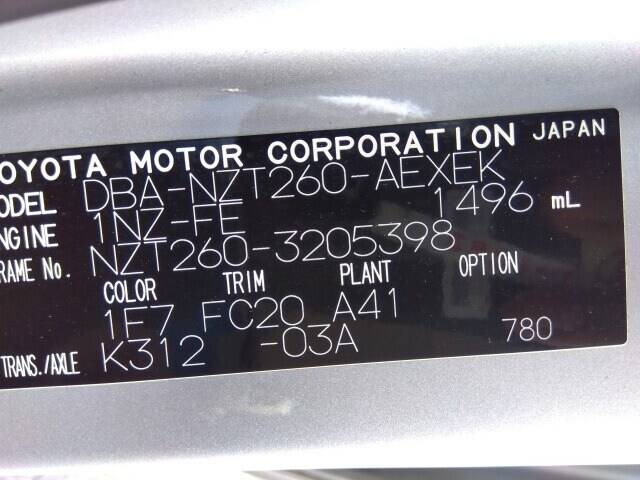 TOYOTA MOTOR CORPORATION JAPAN
MODEL DBA-NZT260-AEXEK
ENGINE 1NZ-FE 1496 mL
FRAME No. NZT260-3205398
COLOR TRIM PLANT OPTION
1F7 FC20 A41
TRANS./AXLE K312 -03A 780